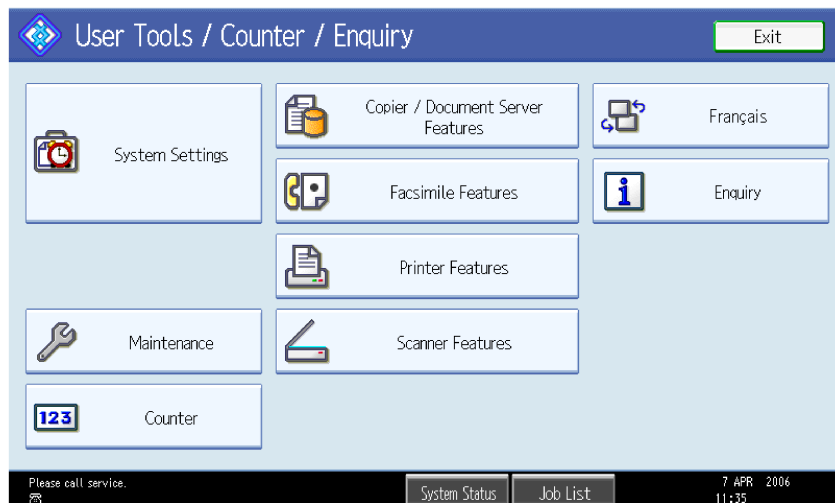 User Tools / Counter / Enquiry
Exit
System Settings
Copier / Document Server
Features
Français
Facsimile Features
Enquiry
Printer Features
Maintenance
Scanner Features
123
Counter
Please call service.
System Status
Job List
7 APR 2006
11:35